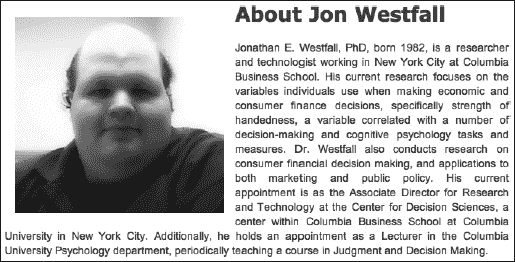 About Jon Westfall
Jonathan E. Westfall, PhD, born 1982, is a researcher
and technologist working in New York City at Columbia
Business School. His current research focuses on the
variables individuals use when making economic and
consumer finance decisions, specifically strength of
handedness, a variable correlated with a number of
decision-making and cognitive psychology tasks and
measures. Dr. Westfall also conducts research on
consumer financial decision making, and applications to
both marketing and public policy. His current
appointment is as the Associate Director for Research
and Technology at the Center for Decision Sciences, a
center within Columbia Business School at Columbia
University in New York City. Additionally, he holds an appointment as a Lecturer in the Columbia
University Psychology department, periodically teaching a course in Judgment and Decision Making.